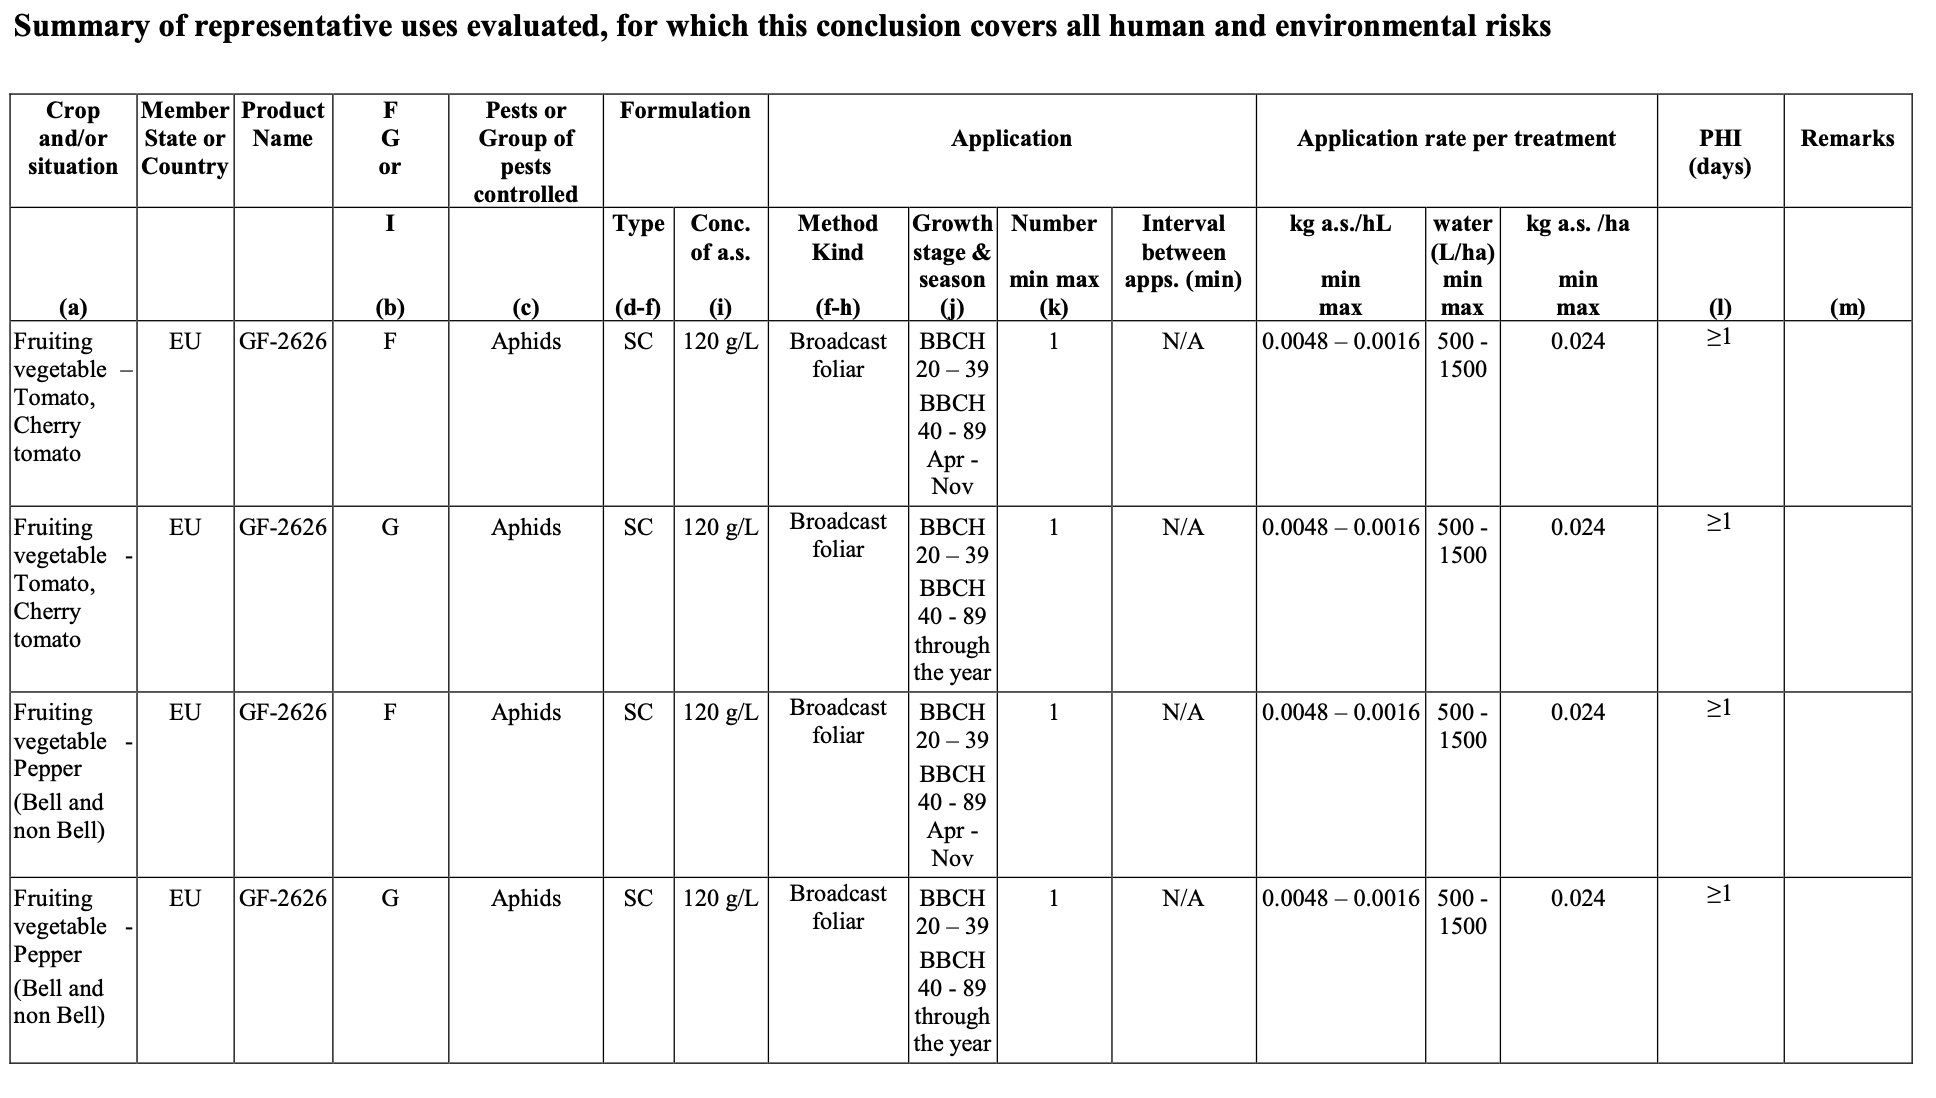 Summary of representative uses evaluated, for which this conclusion covers all human and environmental risks
Crop and/or situation
Member State or Country
Product Name
F G or
Pests or Group of pests controlled
Formulation
Application
Application rate per treatment
PHI (days)
Remarks
(a)
I (b)
(c)
Type (d-f)
Conc. of a.s. (i)
Method Kind (f-h)
Growth stage & season (j)
Number min max (k)
Interval between apps. (min)
kg a.s./hL min max
water (L/ha) min max
kg a.s. /ha min max
(l)
(m)
Fruiting vegetable – Tomato, Cherry tomato
EU
GF-2626
F
Aphids
SC
120 g/L
Broadcast foliar
BBCH 20 – 39 BBCH 40 - 89 Apr - Nov
1
N/A
0.0048 – 0.0016
500 - 1500
0.024
≥1
Fruiting vegetable - Tomato, Cherry tomato
EU
GF-2626
G
Aphids
SC
120 g/L
Broadcast foliar
BBCH 20 – 39 BBCH 40 - 89 through the year
1
N/A
0.0048 – 0.0016
500 - 1500
0.024
≥1
Fruiting vegetable - Pepper (Bell and non Bell)
EU
GF-2626
F
Aphids
SC
120 g/L
Broadcast foliar
BBCH 20 – 39 BBCH 40 - 89 Apr - Nov
1
N/A
0.0048 – 0.0016
500 - 1500
0.024
≥1
Fruiting vegetable - Pepper (Bell and non Bell)
EU
GF-2626
G
Aphids
SC
120 g/L
Broadcast foliar
BBCH 20 – 39 BBCH 40 - 89 through the year
1
N/A
0.0048 – 0.0016
500 - 1500
0.024
≥1